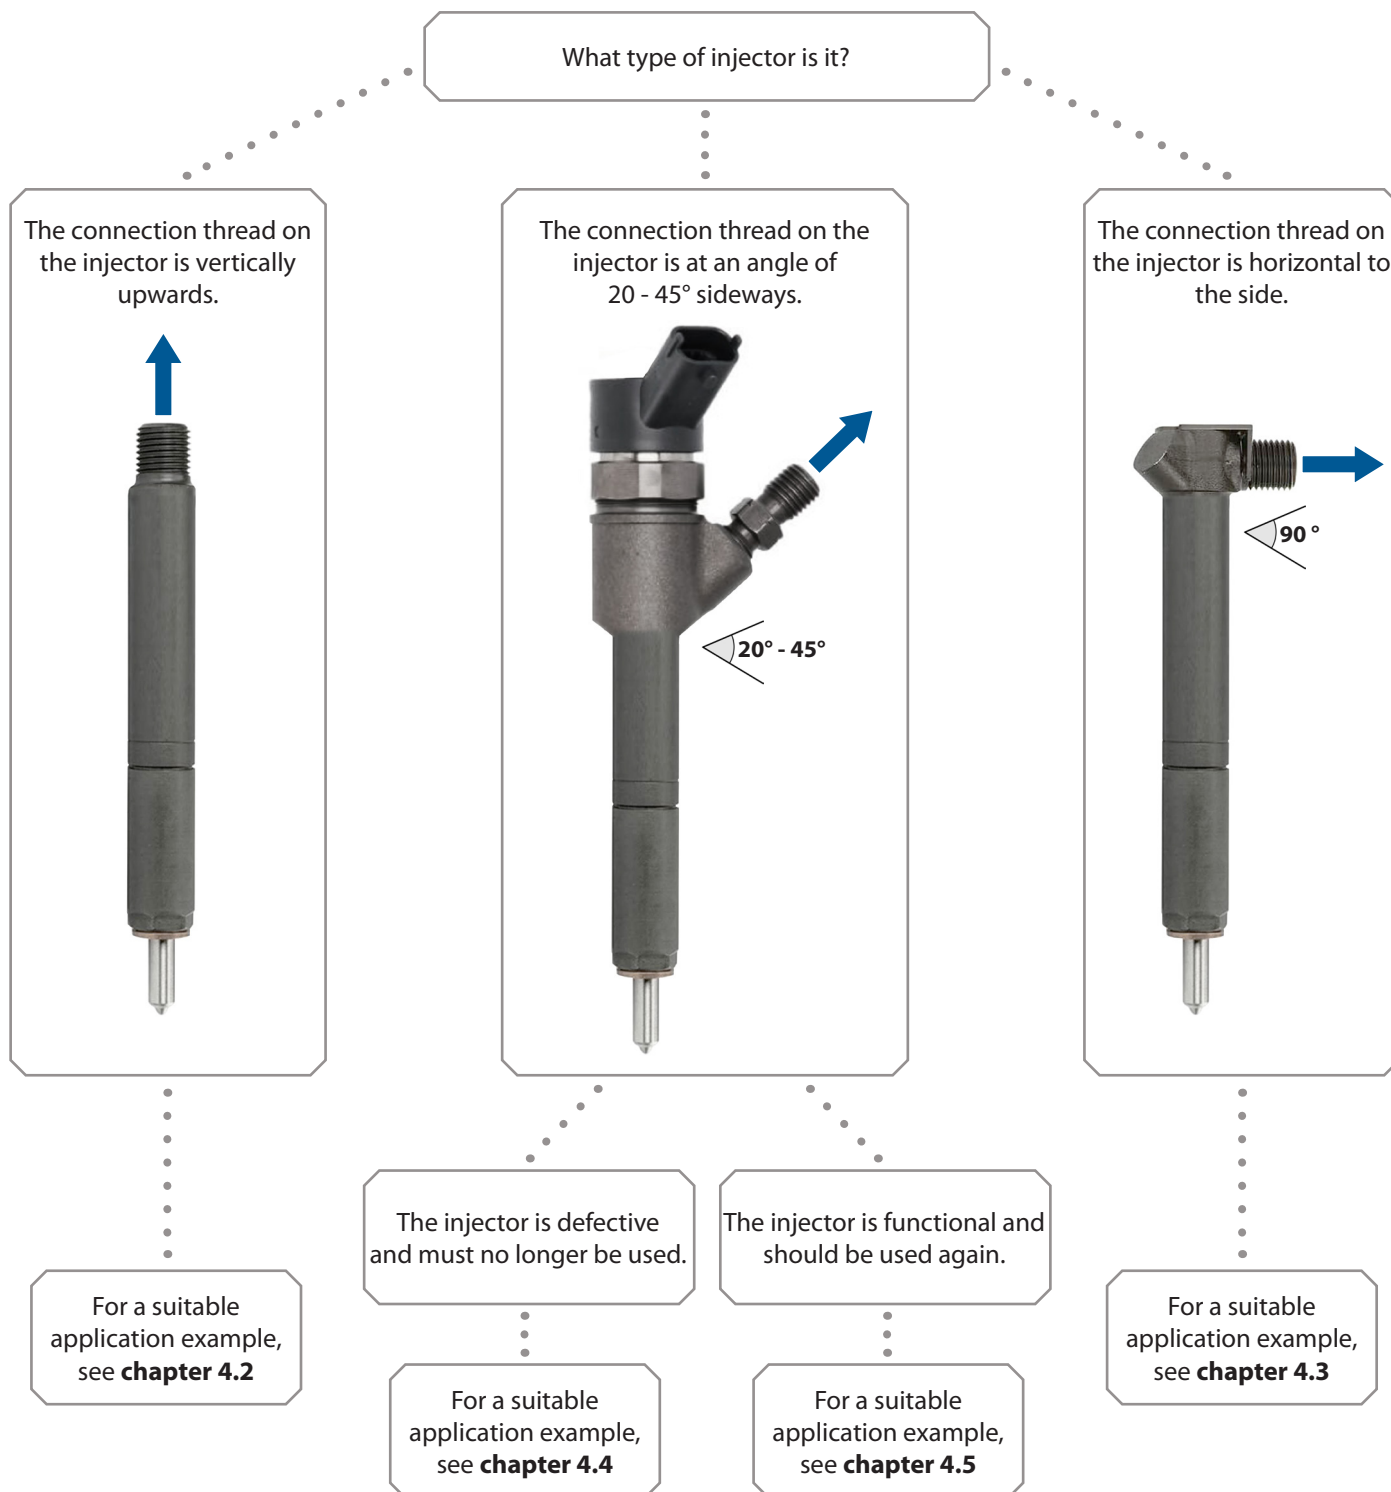 What type of injector is it?
The connection thread on
the injector is vertically
upwards.
The connection thread on the
injector is at an angle of
20 - 45° sideways.
20° - 45°
The connection thread on
the injector is horizontal to
the side.
90 °
The injector is defective
and must no longer be used.
The injector is functional and
should be used again.
For a suitable
application example,
see chapter 4.2
For a suitable
application example,
see chapter 4.4
For a suitable
application example,
see chapter 4.5
For a suitable
application example,
see chapter 4.3